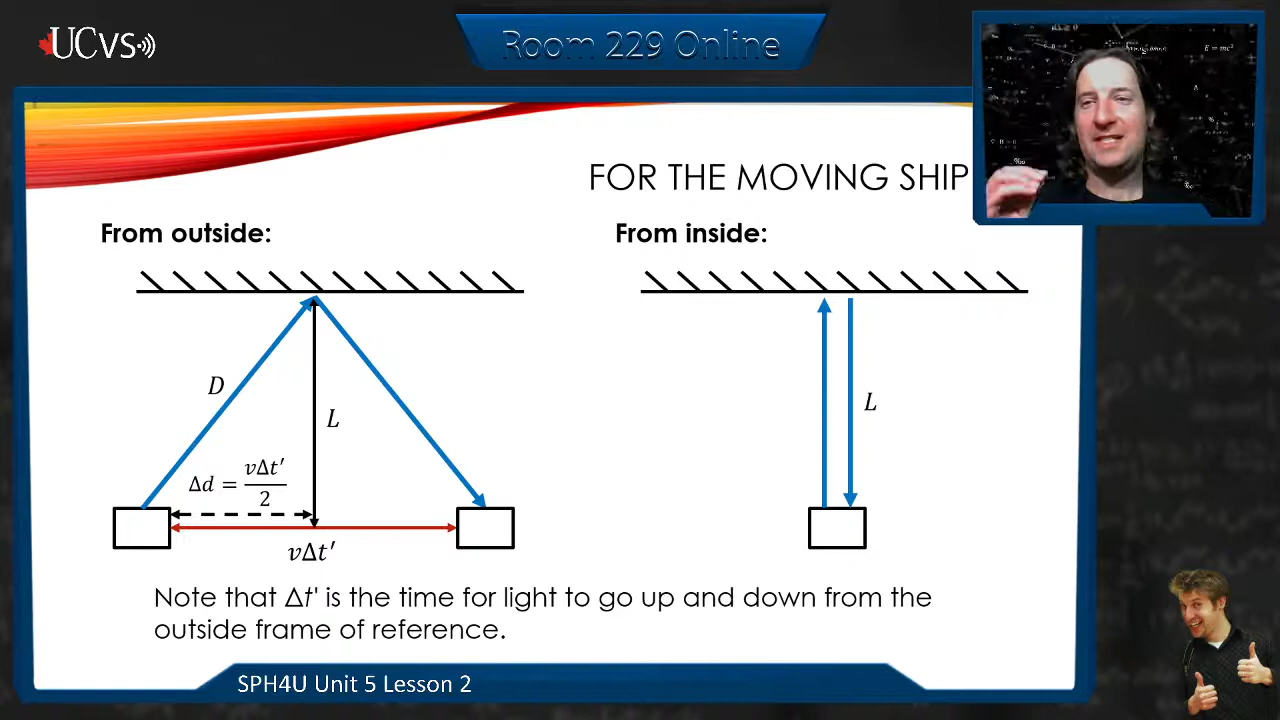 UCvs
Room 229 Online
E = mc²
FOR THE MOVING SHIP
From outside:
From inside:
D
L
L
Δd = vΔt′
2
vΔt′
Note that Δt' is the time for light to go up and down from the
outside frame of reference.
SPH4U Unit 5 Lesson 2